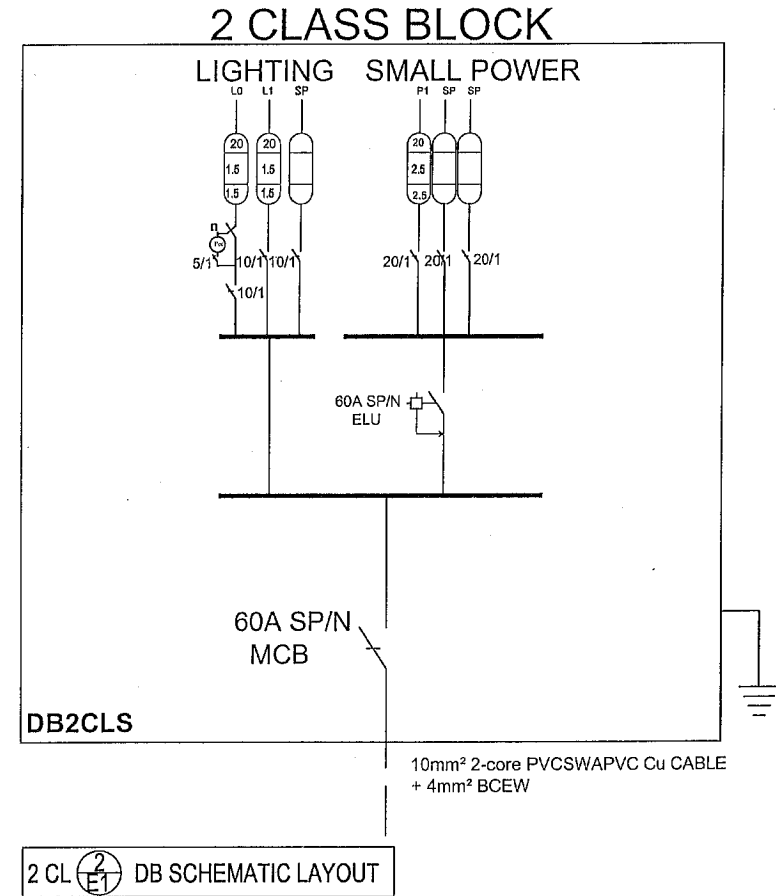 2 CLASS BLOCK
LIGHTING SMALL POWER
L0 L1 SP P1 SP SP
20 20 20
1.5 1.5 2.5
1.5 1.5 2.5
n
5/1 10/1 10/1 20/1 20/1 20/1
10/1
60A SP/N
ELU
60A SP/N
MCB
DB2CLS
10mm² 2-core PVCSWAPVC Cu CABLE
+ 4mm² BCEW
2 CL 2 E1 DB SCHEMATIC LAYOUT